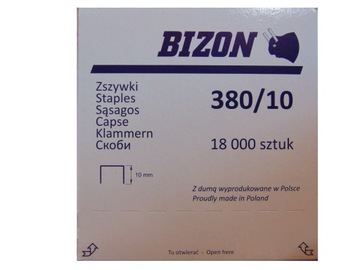 BIZON
Zszywki
Staples
Sąsagos
Capse
Klammern
Скоби
380/10
18 000 sztuk
10 mm
Z dumą wyprodukowane w Polsce
Proudly made in Poland
Tu otwierać - Open here